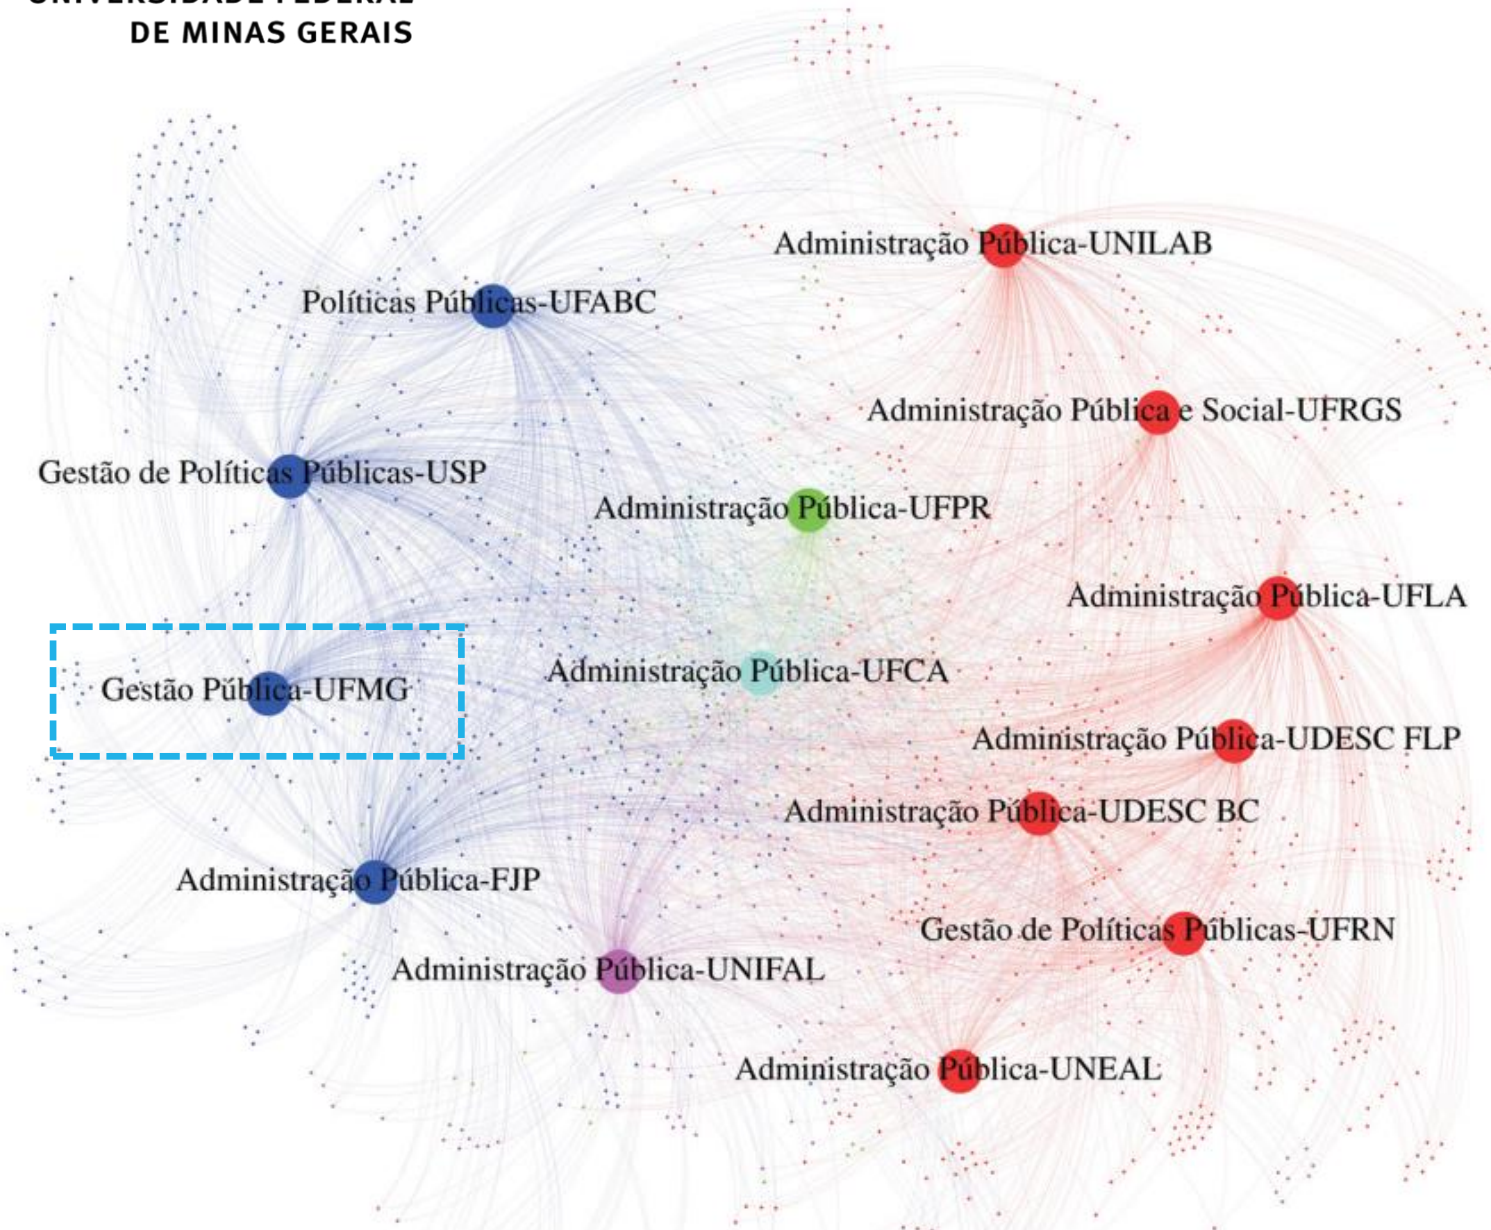 UNIVERSIDADE FEDERAL
DE MINAS GERAIS
Administração Pública-UNILAB
Políticas Públicas-UFABC
Administração Pública e Social-UFRGS
Gestão de Políticas Públicas-USP
Administração Pública-UFPR
Administração Pública-UFLA
Administração Pública-UFCA
Gestão Pública-UFMG
Administração Pública-UDESC FLP
Administração Pública-UDESC BC
Administração Pública-FJP
Gestão de Políticas Públicas-UFRN
Administração Pública-UNIFAL
Administração Pública-UNEAL